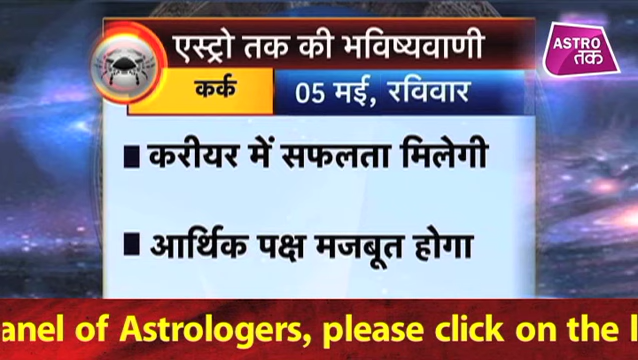 एस्ट्रो तक की भविष्यवाणी
ASTRO
तक
कर्क
05 मई, रविवार
करीयर में सफलता मिलेगी
आर्थिक पक्ष मजबूत होगा
of Astrologers, please click on the